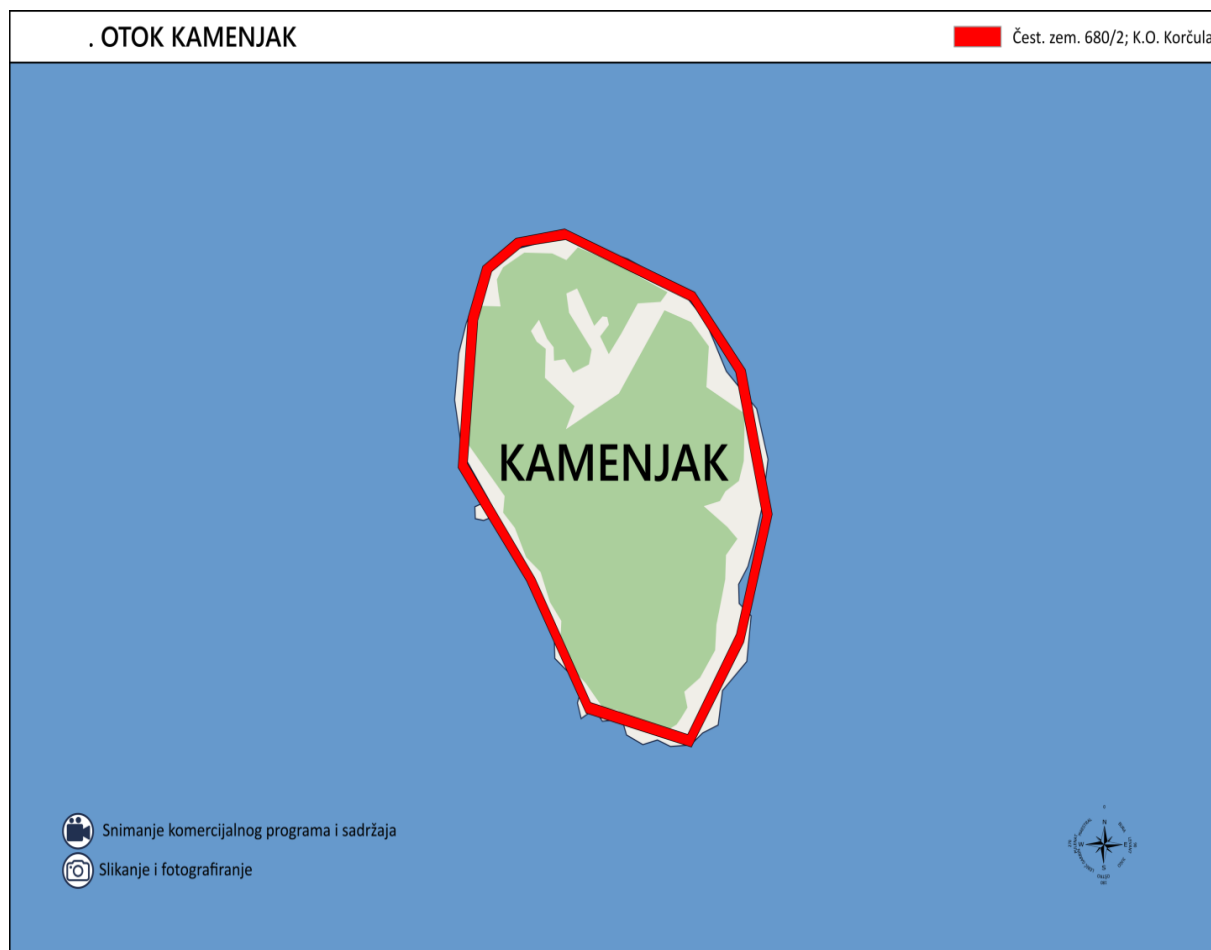 . OTOK KAMENJAK
Čest. zem. 680/2; K.O. Korčula
KAMENJAK
Snimanje komercijalnog programa i sadržaja
Slikanje i fotografiranje
N
W
E
S